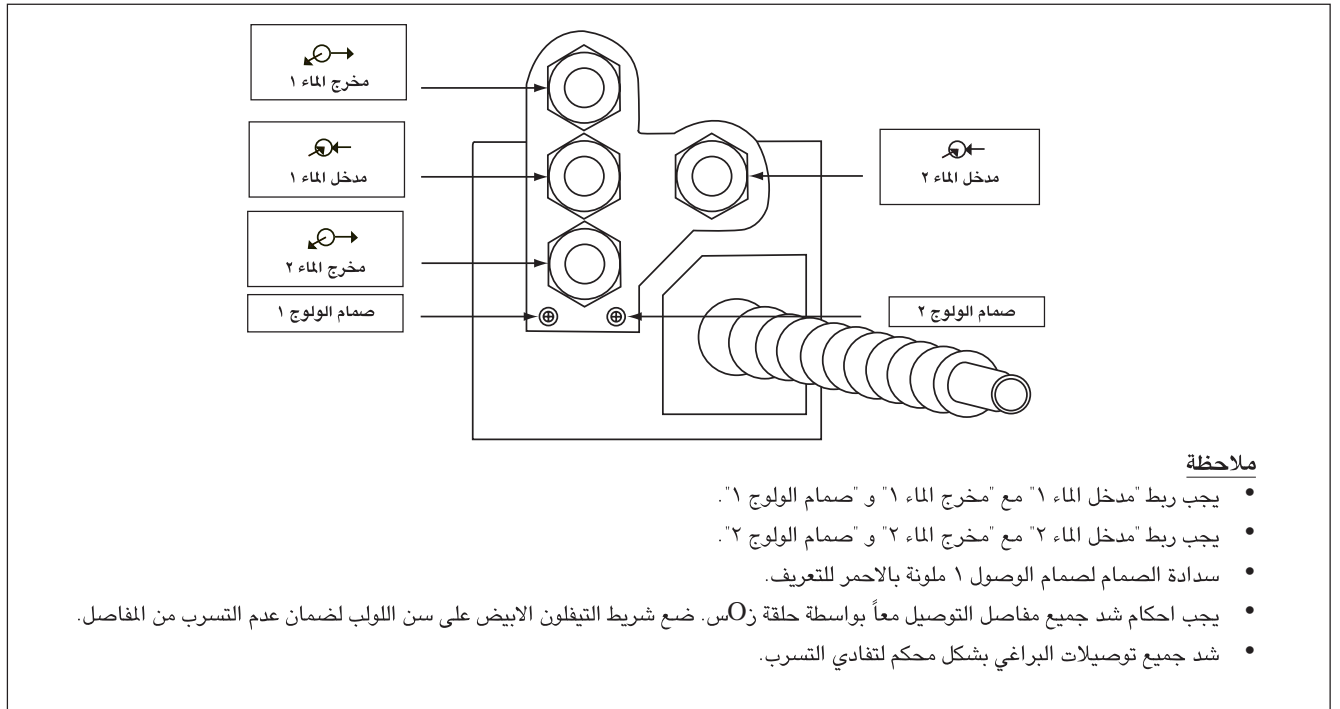 مخرج الماء ١
مدخل الماء ١
مدخل الماء ٢
مخرج الماء ٢
صمام الولوج ١
صمام الولوج ٢
ملاحظة
• يجب ربط "مدخل الماء ١" مع "مخرج الماء ١" و "صمام الولوج ١".
• يجب ربط "مدخل الماء ٢" مع "مخرج الماء ٢" و "صمام الولوج ٢".
• سدادة الصمام لصمام الوصول ١ ملونة بالاحمر للتعريف.
• يجب احكام شد جميع مفاصل التوصيل معاً بواسطة حلقة زOس. ضع شريط التيفلون الابيض على سن اللولب لضمان عدم التسرب من المفاصل.
• شد جميع توصيلات البراغي بشكل محكم لتفادي التسرب.